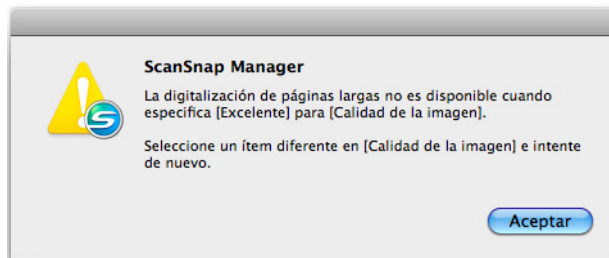 ScanSnap Manager
La digitalización de páginas largas no es disponible cuando
especifica [Excelente] para [Calidad de la imagen].
Seleccione un ítem diferente en [Calidad de la imagen] e intente
de nuevo.
Aceptar